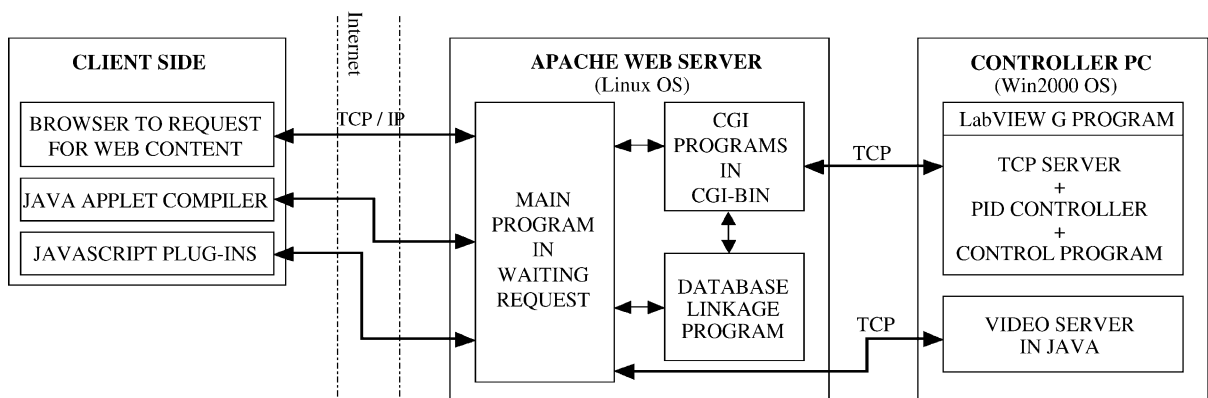 Internet
CLIENT SIDE
BROWSER TO REQUEST
FOR WEB CONTENT
JAVA APPLET COMPILER
JAVASCRIPT PLUG-INS
TCP / IP
APACHE WEB SERVER
(Linux OS)
MAIN
PROGRAM
IN
WAITING
REQUEST
CGI
PROGRAMS
IN
CGI-BIN
DATABASE
LINKAGE
PROGRAM
TCP
TCP
CONTROLLER PC
(Win2000 OS)
LabVIEW G PROGRAM
TCP SERVER
+
PID CONTROLLER
+
CONTROL PROGRAM
VIDEO SERVER
IN JAVA